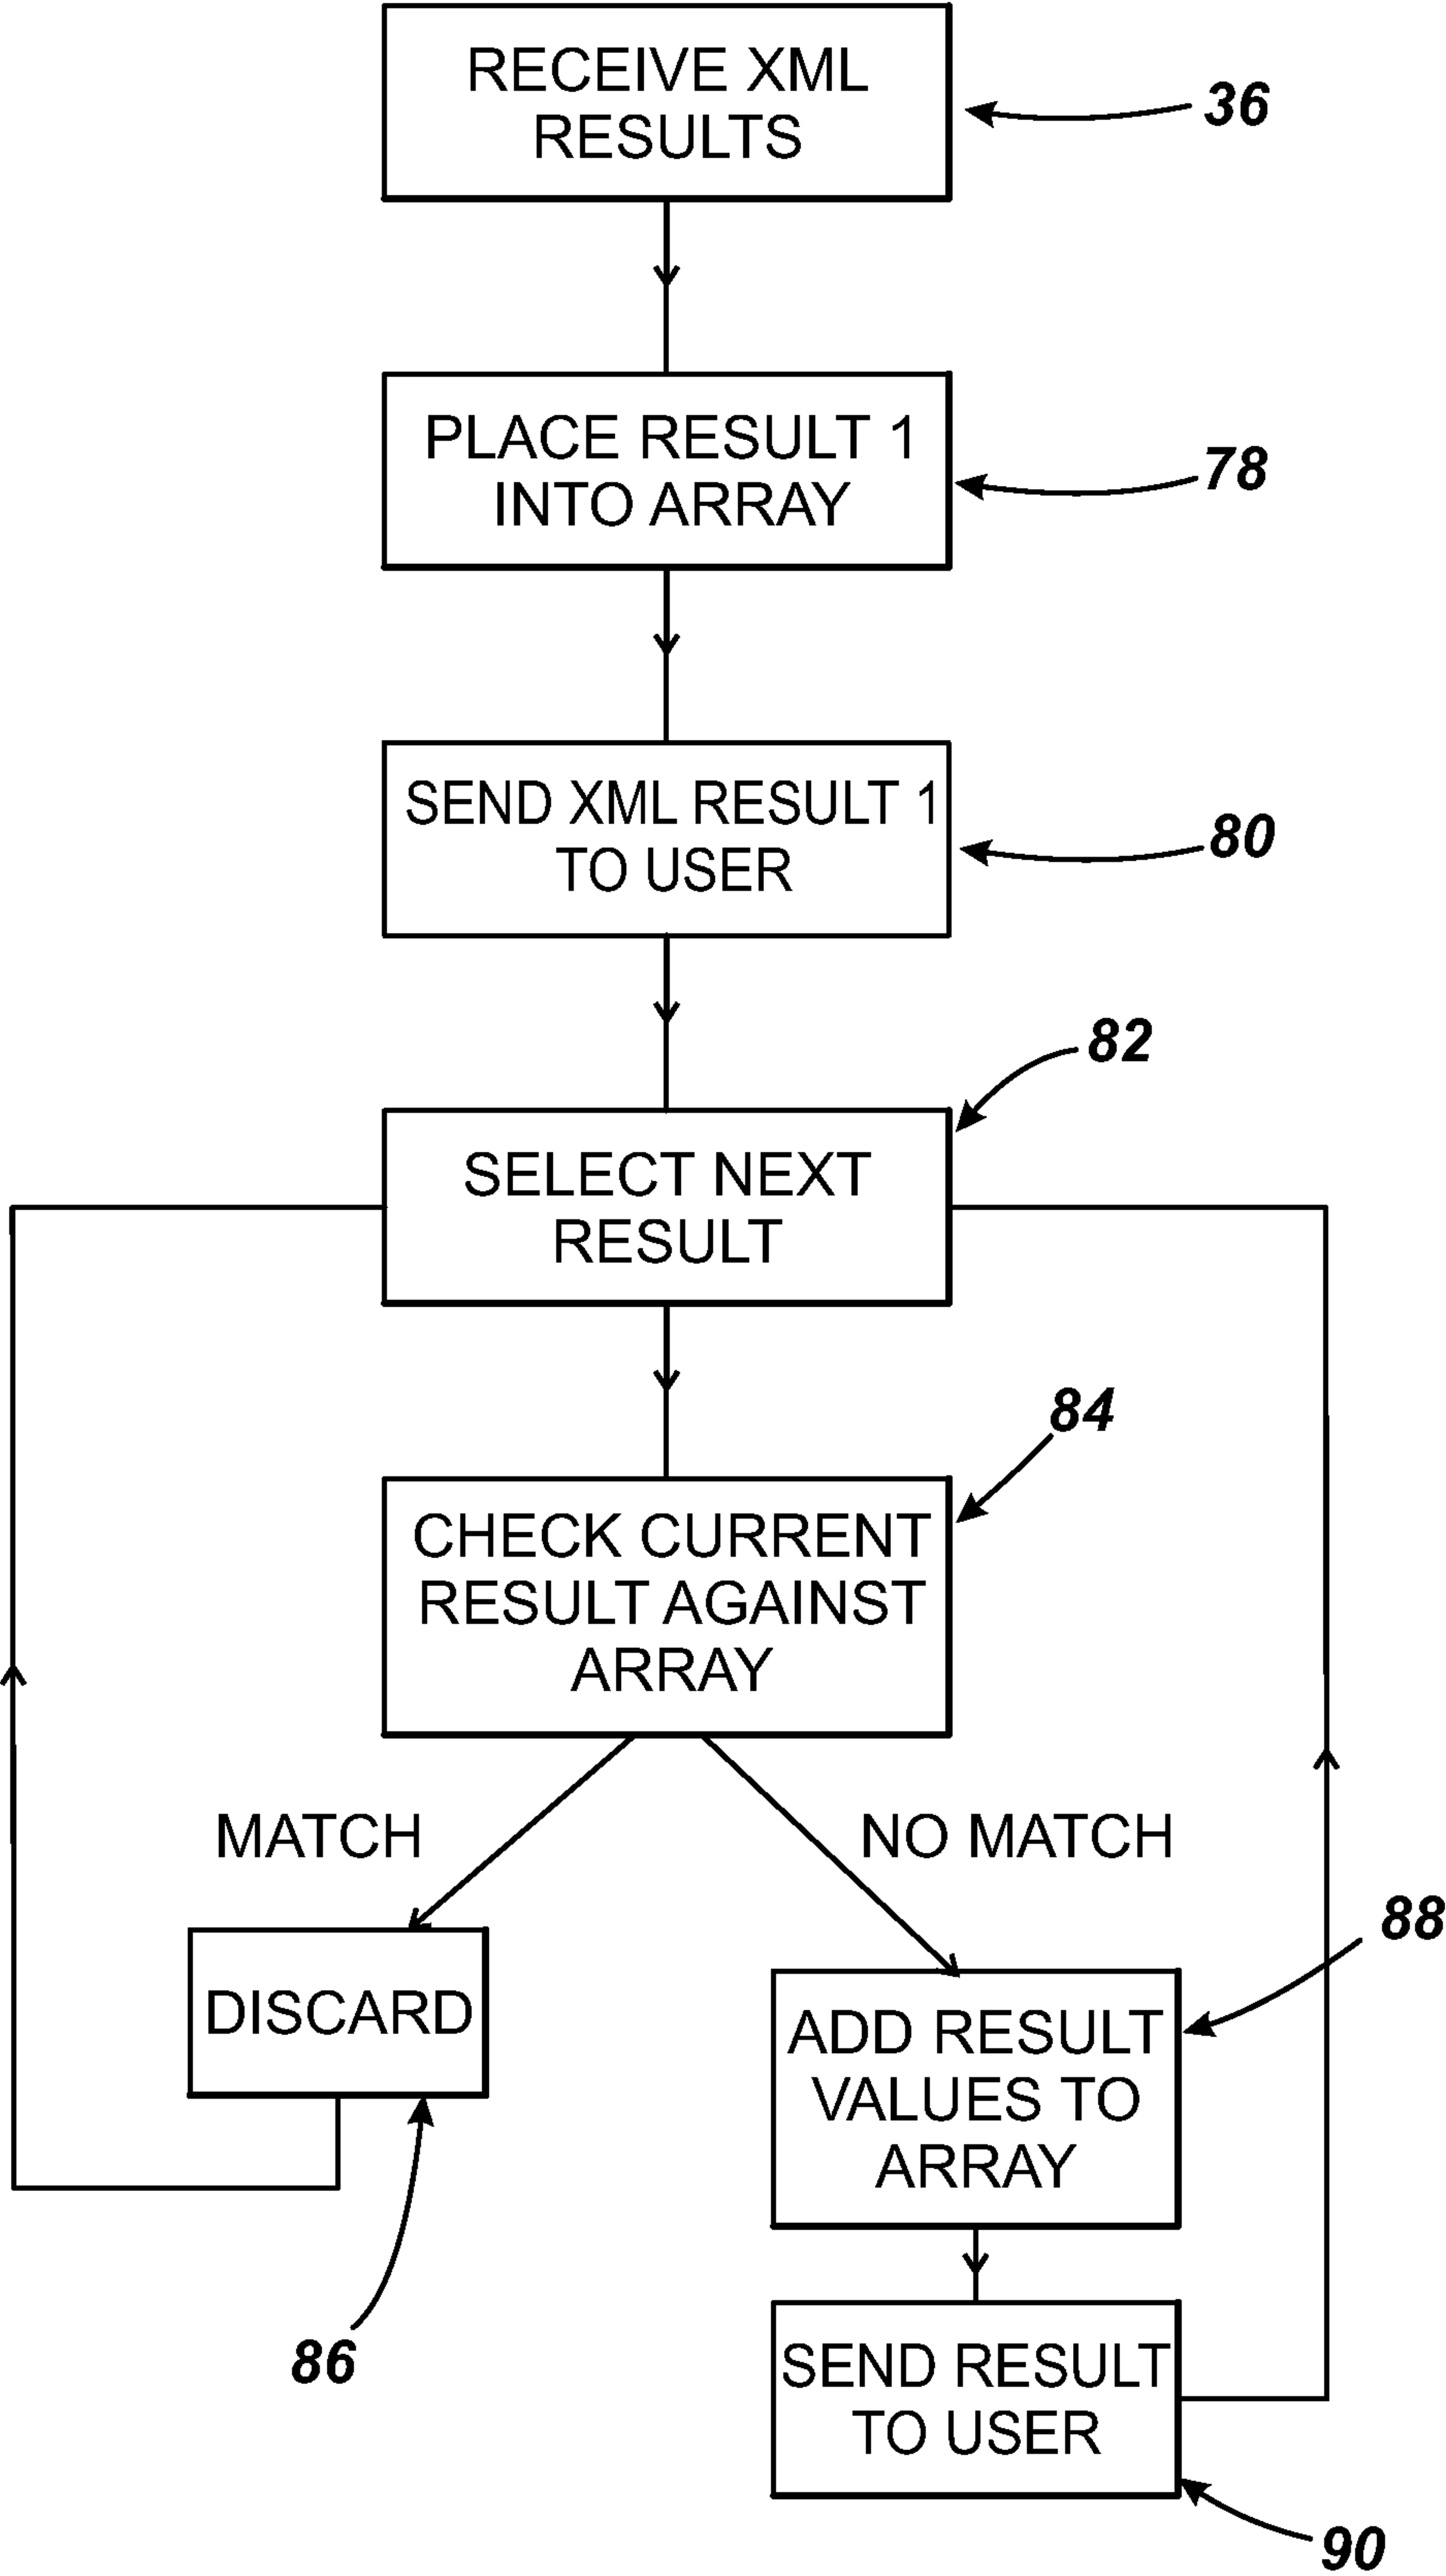 RECEIVE XML
RESULTS
36
PLACE RESULT 1
INTO ARRAY
78
SEND XML RESULT 1
TO USER
80
82
SELECT NEXT
RESULT
84
CHECK CURRENT
RESULT AGAINST
ARRAY
MATCH
NO MATCH
88
DISCARD
ADD RESULT
VALUES TO
ARRAY
86
SEND RESULT
TO USER
90